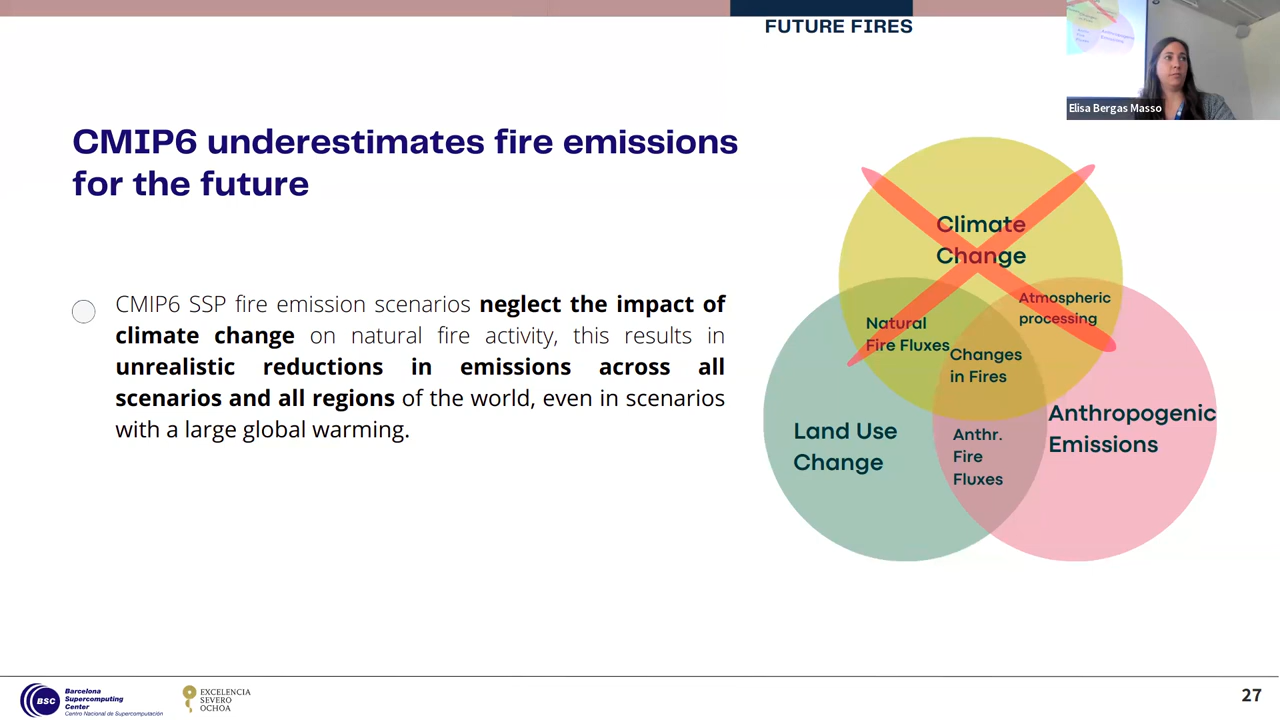 FUTURE FIRES
Elisa Bergas Masso
CMIP6 underestimates fire emissions
for the future
CMIP6 SSP fire emission scenarios neglect the impact of
climate change on natural fire activity, this results in
unrealistic reductions in emissions across all
scenarios and all regions of the world, even in scenarios
with a large global warming.
Climate
Change
Atmospheric
processing
Natural
Fire Fluxes
Changes
in Fires
Land Use
Change
Anthr.
Fire
Fluxes
Anthropogenic
Emissions
BSC
Barcelona
Supercomputing
Center
Centro Nacional de Supercomputación
EXCELENCIA
SEVERO
OCHOA
27